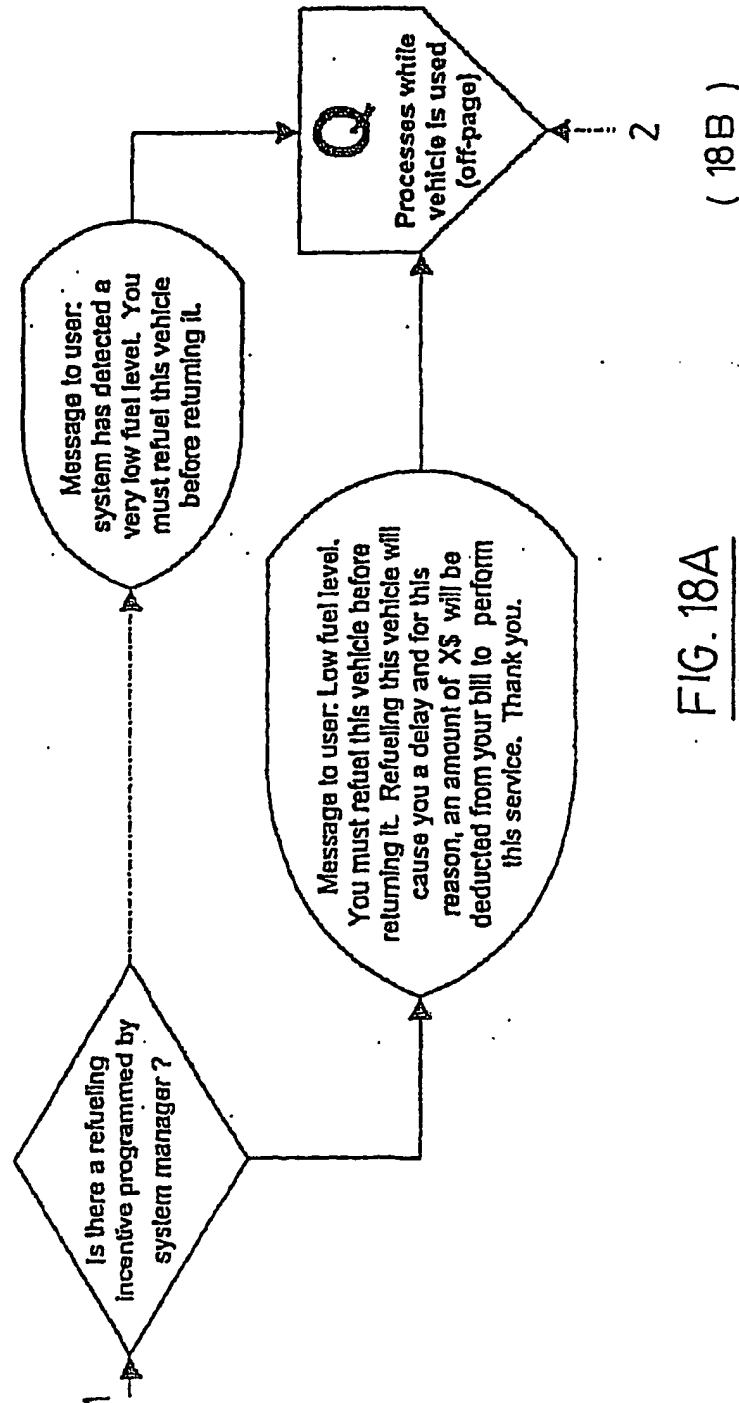 1
Is there a refueling
incentive programmed by
system manager?
Message to user:
system has detected a
very low fuel level. You
must refuel this vehicle
before returning it.
Message to user: Low fuel level.
You must refuel this vehicle before
returning it. Refueling this vehicle will
cause you a delay and for this
reason, an amount of X$ will be
deducted from your bill to perform
this service. Thank you.
Q
Processes while
vehicle is used
(off-page)
2
(18B)
FIG. 18A